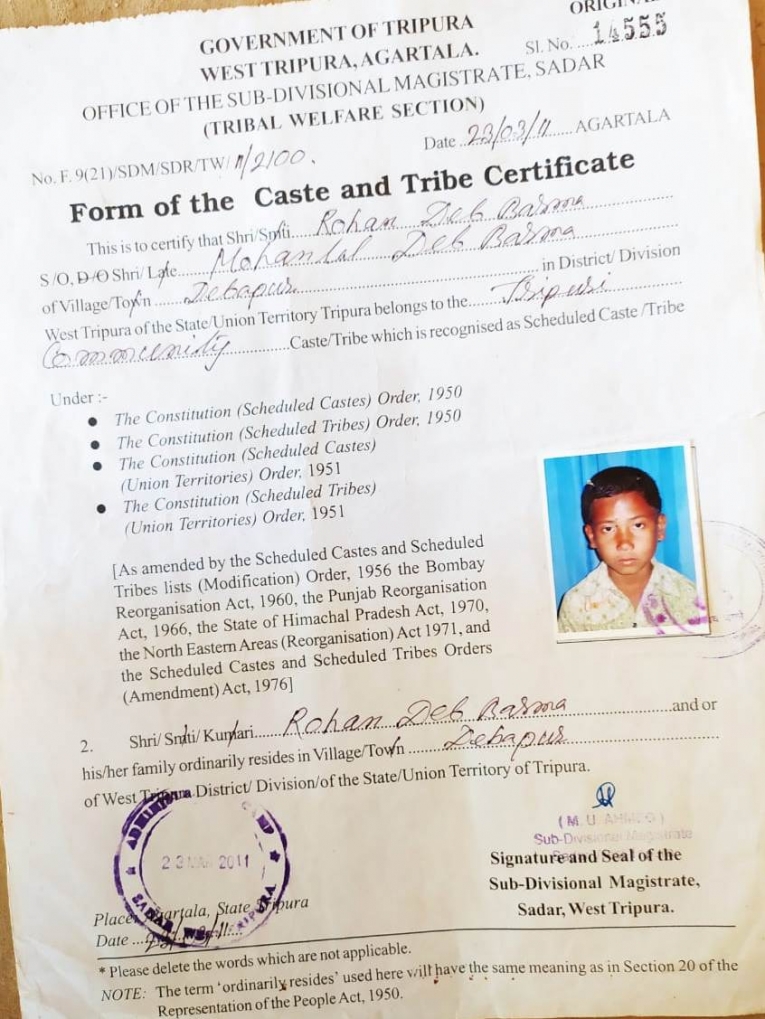 ORIGINAL
GOVERNMENT OF TRIPURA
WEST TRIPURA, AGARTALA. Sl. No. ....14555
OFFICE OF THE SUB-DIVISIONAL MAGISTRATE, SADAR
(TRIBAL WELFARE SECTION)
No. F. 9(21)/SDM/SDR/TW/ 11/2100. Date ..23/03/11...... AGARTALA
Form of the Caste and Tribe Certificate
This is to certify that Shri/Smti.... Rohan Deb Barma
S/O, D/O Shri/ Late...... Mohanlal Deb Barma
of Village/Town .... Debapur ................ in District/ Division
West Tripura of the State/Union Territory Tripura belongs to the.... Tripuri
Community ...........Caste/Tribe which is recognised as Scheduled Caste /Tribe
Under :-
• The Constitution (Scheduled Castes) Order, 1950
• The Constitution (Scheduled Tribes) Order, 1950
• The Constitution (Scheduled Castes)
(Union Territories) Order, 1951
• The Constitution (Scheduled Tribes)
(Union Territories) Order, 1951
[As amended by the Scheduled Castes and Scheduled
Tribes lists (Modification) Order, 1956 the Bombay
Reorganisation Act, 1960, the Punjab Reorganisation
Act, 1966, the State of Himachal Pradesh Act, 1970,
the North Eastern Areas (Reorganisation) Act 1971, and
the Scheduled Castes and Scheduled Tribes Orders
(Amendment) Act, 1976]
2. Shri/ Smti/ Kumari..... Rohan Deb Barma ..........and or
his/her family ordinarily resides in Village/Town ...... Debapur
of West Tripura District/ Division/of the State/Union Territory of Tripura.
(M. U. AHMED)
Sub-Divisional Magistrate
Signature and Seal of the
Sub-Divisional Magistrate,
Sadar, West Tripura.
23 MAR 2011
SADAR WEST TRIPURA
Place: Agartala, State Tripura
Date ...23/3/11....
* Please delete the words which are not applicable.
NOTE: The term 'ordinarily resides' used here will have the same meaning as in Section 20 of the
Representation of the People Act, 1950.